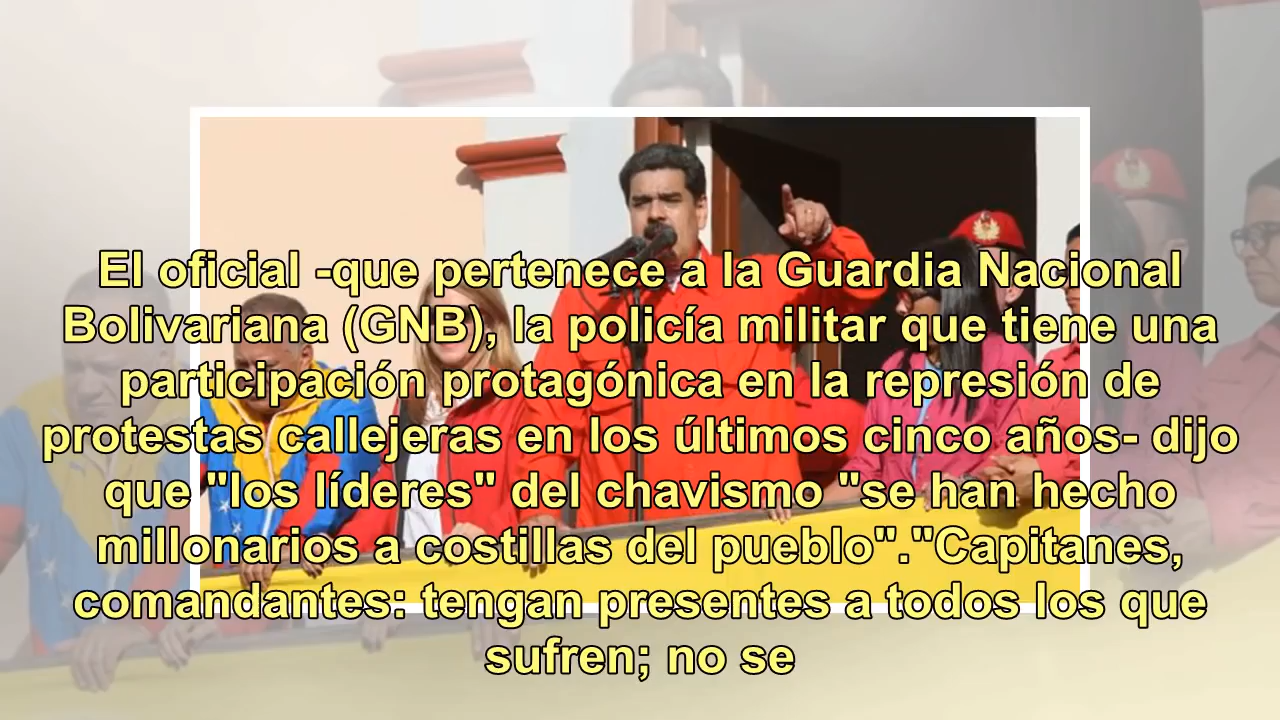 El oficial -que pertenece a la Guardia Nacional
Bolivariana (GNB), la policía militar que tiene una
participación protagónica en la represión de
protestas callejeras en los últimos cinco años- dijo
que "los líderes" del chavismo "se han hecho
millonarios a costillas del pueblo"."Capitanes,
comandantes: tengan presentes a todos los que
sufren; no se